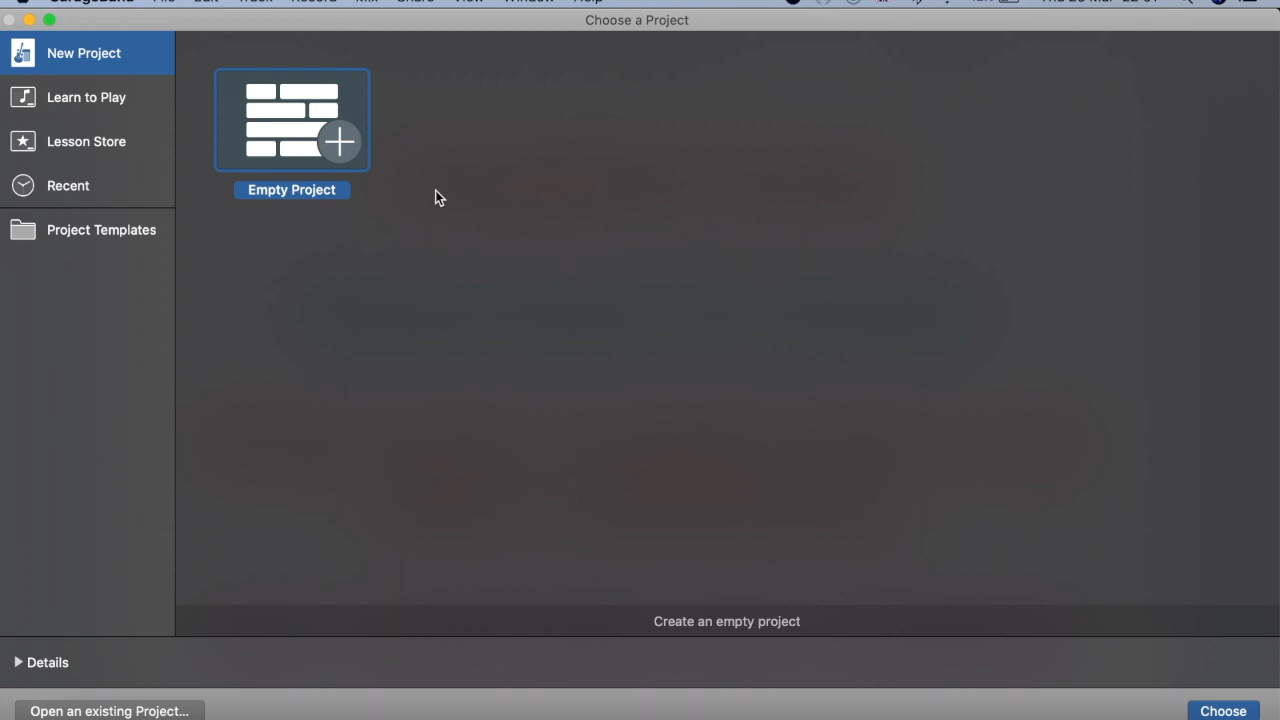 Choose a Project
New Project
Learn to Play
Lesson Store
Recent
Project Templates
Empty Project
Create an empty project
Details
Open an existing Project...
Choose